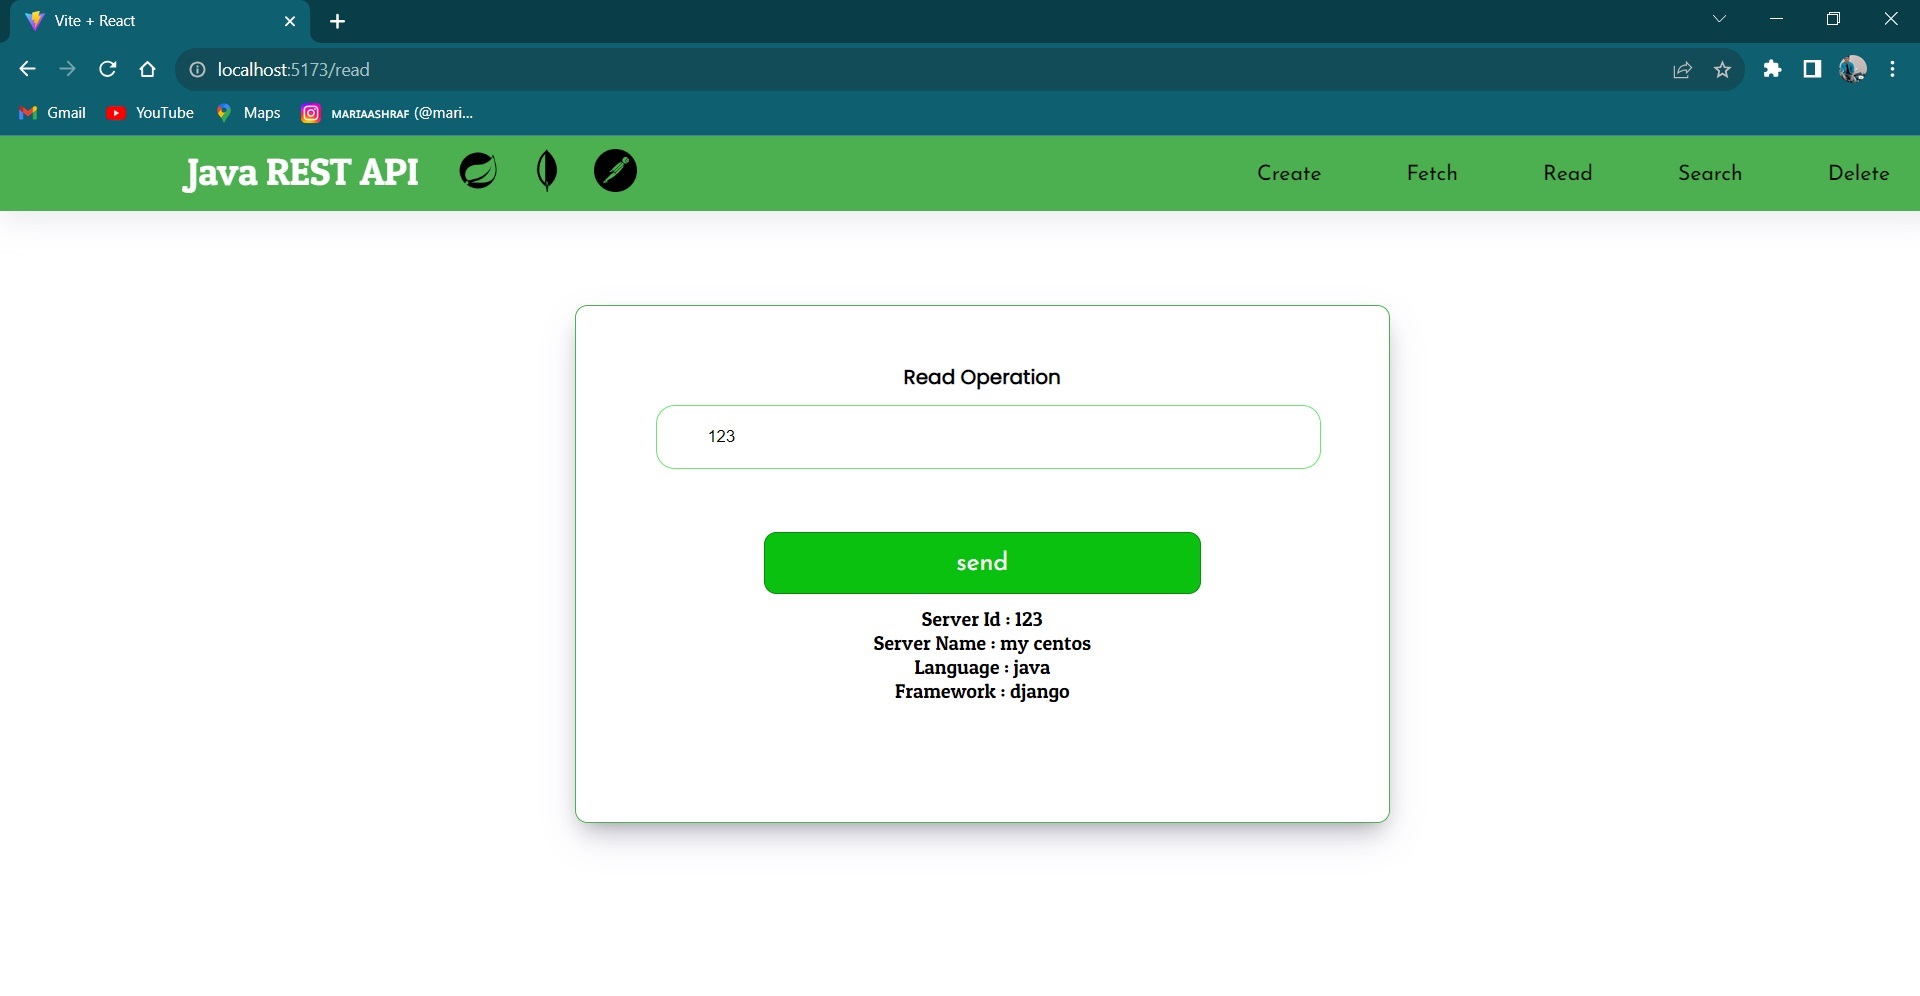 Vite + React
localhost:5173/read
Gmail YouTube Maps ᴍᴀʀɪᴀᴀsʜʀᴀғ (@mari...
Java REST API Create Fetch Read Search Delete
Read Operation
123
send
Server Id : 123
Server Name : my centos
Language : java
Framework : django